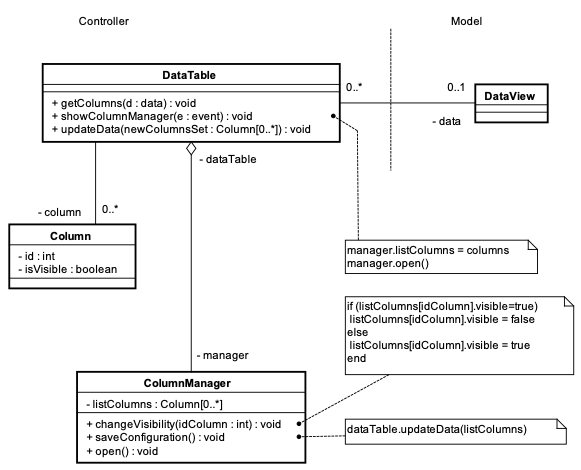 Controller
Model
DataTable
+ getColumns(d : data) : void
+ showColumnManager(e : event) : void
+ updateData(newColumnsSet : Column[0..*]) : void
0..*
0..1
DataView
- data
- dataTable
- column
0..*
Column
- id : int
- isVisible : boolean
manager.listColumns = columns
manager.open()
if (listColumns[idColumn].visible=true)
listColumns[idColumn].visible = false
else
listColumns[idColumn].visible = true
end
- manager
ColumnManager
- listColumns : Column[0..*]
+ changeVisibility(idColumn : int) : void
+ saveConfiguration() : void
+ open() : void
dataTable.updateData(listColumns)